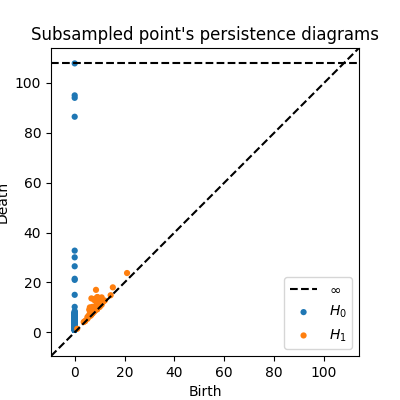 Subsampled point's persistence diagrams
100
80
60
40
20
0
Death
0 20 40 60 80 100
Birth
∞
H₀
H₁